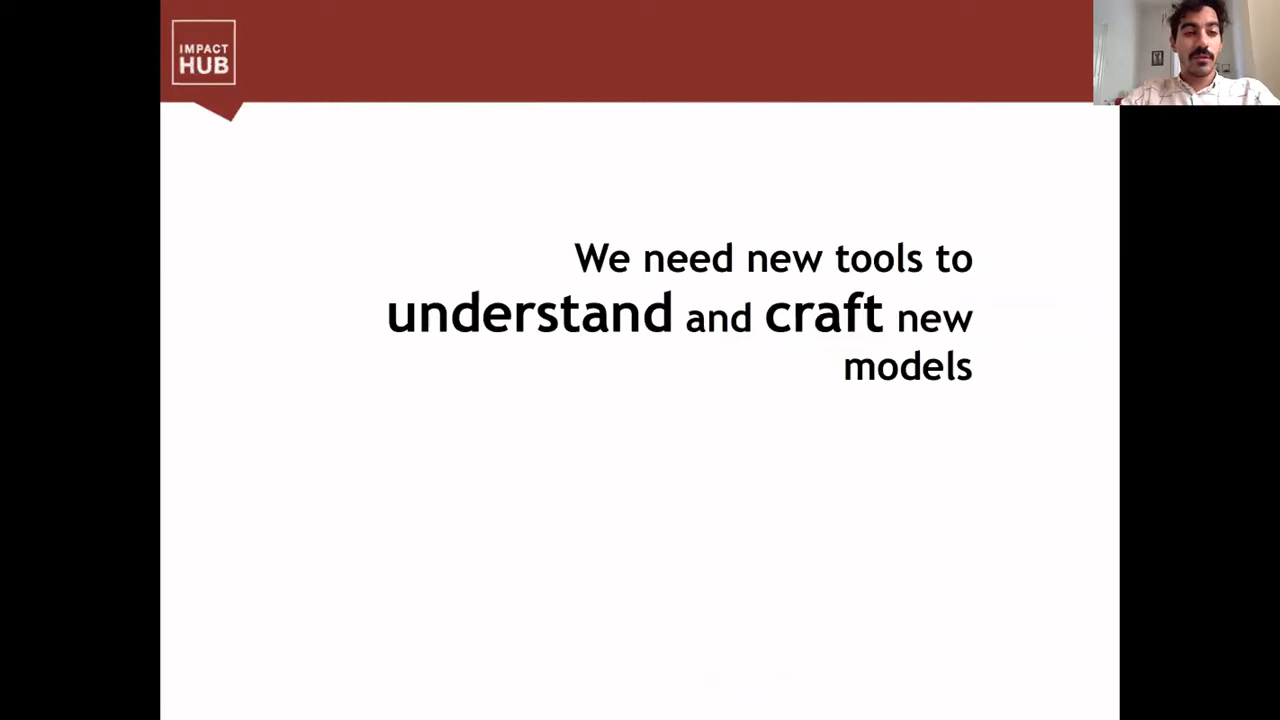 IMPACT
HUB
We need new tools to
understand and craft new
models